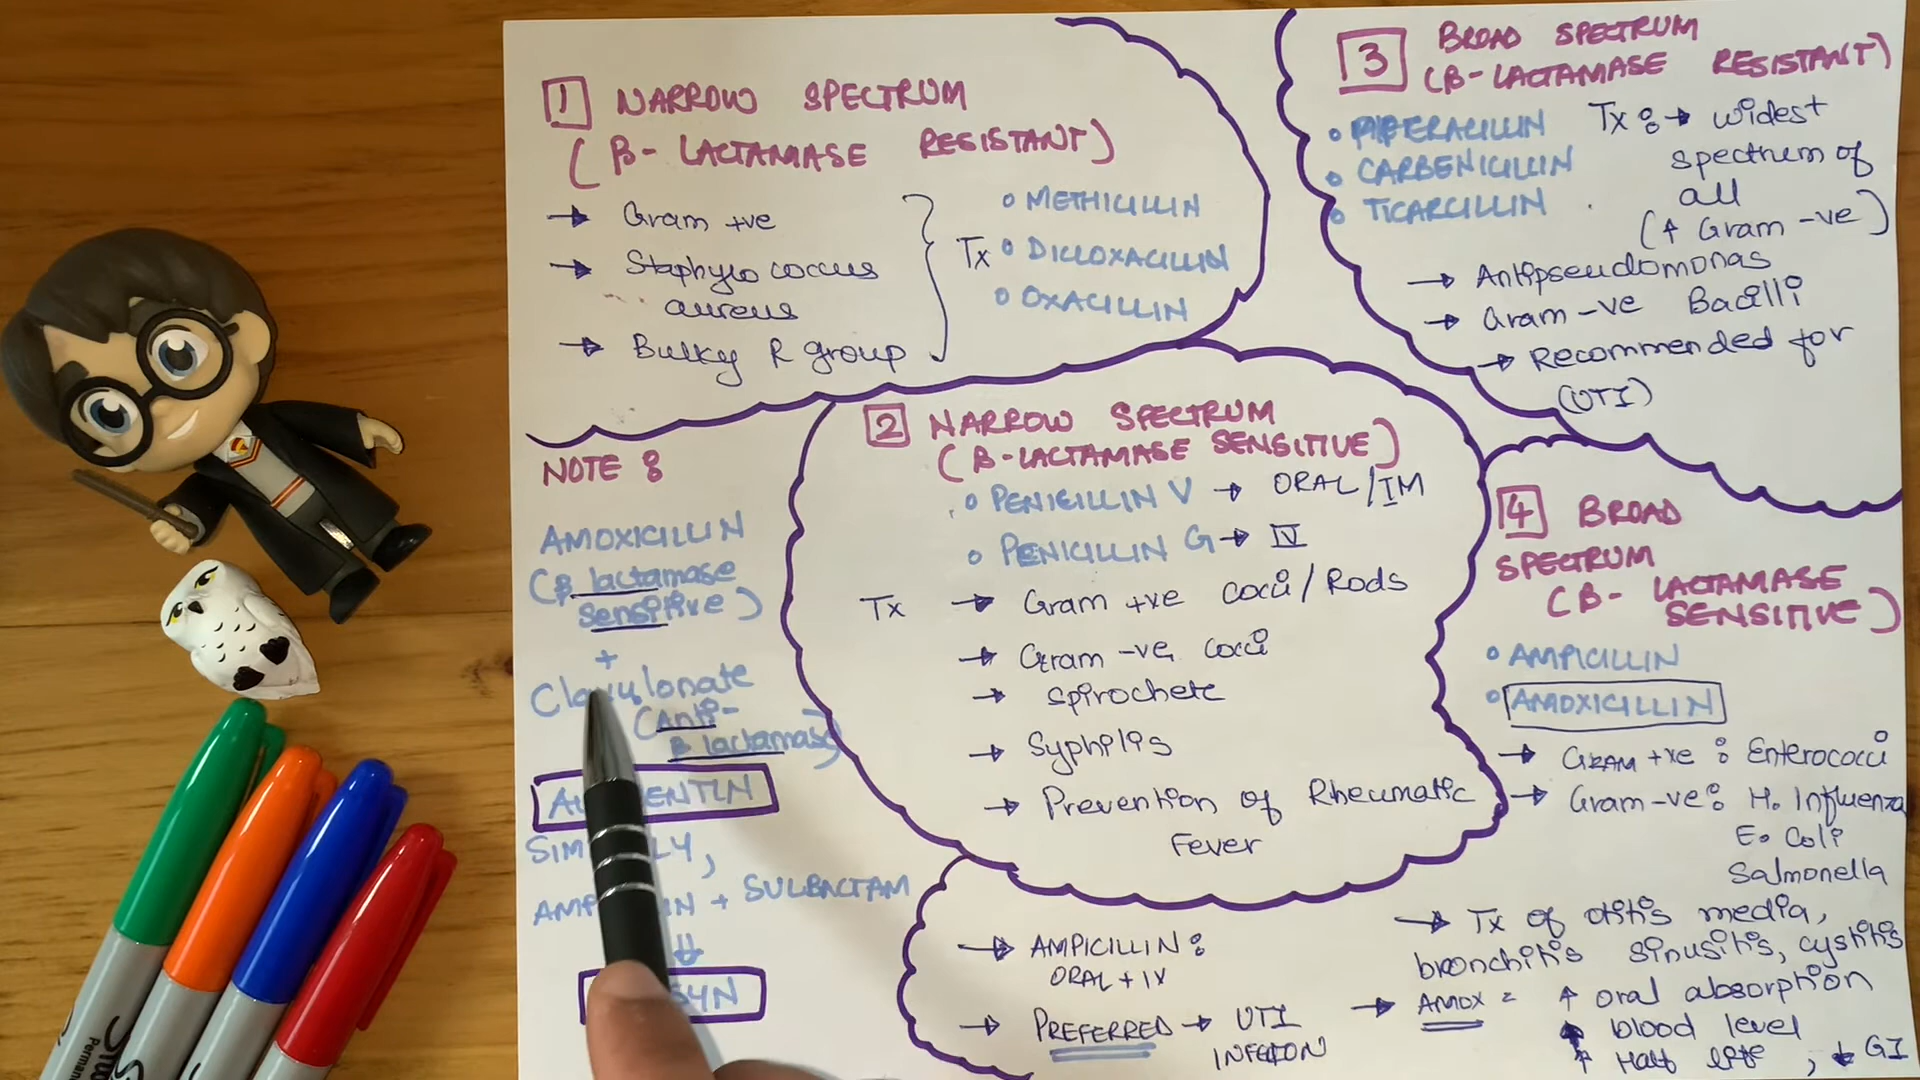 1 NARROW SPECTRUM
(β-LACTAMASE RESISTANT)
→ Gram +ve
→ Staphylo coccus
aureus
→ Bulky R group
Tx
• METHICILLIN
• DICLOXACILLIN
• OXACILLIN
3 BROAD SPECTRUM
(β-LACTAMASE RESISTANT)
• PIPERACILLIN
• CARBENICILLIN
• TICARCILLIN
Tx :→ widest
spectrum of
all
(↑ Gram -ve)
→ Antipseudomonas
→ Gram -ve Bacilli
→ Recommended for
(UTI)
2 NARROW SPECTRUM
(β-LACTAMASE SENSITIVE)
• PENICILLIN V → ORAL/IM
• PENICILLIN G → IV
Tx → Gram +ve cocci/Rods
→ Gram -ve cocci
→ spirochete
→ Syphilis
→ Prevention of Rheumatic
Fever
NOTE :
AMOXICILLIN
(β lactamase
sensitive)
+
Clavulonate
(Anti-
β lactamase)
+ SULBACTAM
⇓
4 BROAD
SPECTRUM
(β-LACTAMASE
SENSITIVE)
• AMPICILLIN
• AMOXICILLIN
→ GRAM +ve : Enterococci
→ Gram -ve : H. Influenza
E. Coli
Salmonella
→ Tx of otitis media,
bronchitis sinusitis, cystitis
→ AMOX = ↑ oral absorption
↑ blood level
↑ Half life, ↓ GI
→ AMPICILLIN :
ORAL + IV
→ PREFERRED → UTI
INFECTION
Permane